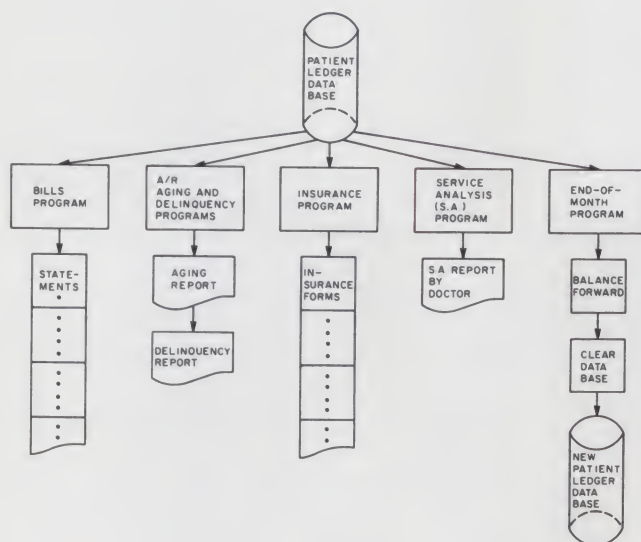 PATIENT
LEDGER
DATA
BASE
BILLS
PROGRAM
A/R
AGING AND
DELINQUENCY
PROGRAMS
INSURANCE
PROGRAM
SERVICE
ANALYSIS
(S.A)
PROGRAM
END-OF-
MONTH
PROGRAM
STATE-
MENTS
AGING
REPORT
DELINQUENCY
REPORT
IN-
SURANCE
FORMS
S.A REPORT
BY
DOCTOR
BALANCE
FORWARD
CLEAR
DATA
BASE
NEW
PATIENT
LEDGER
DATA
BASE